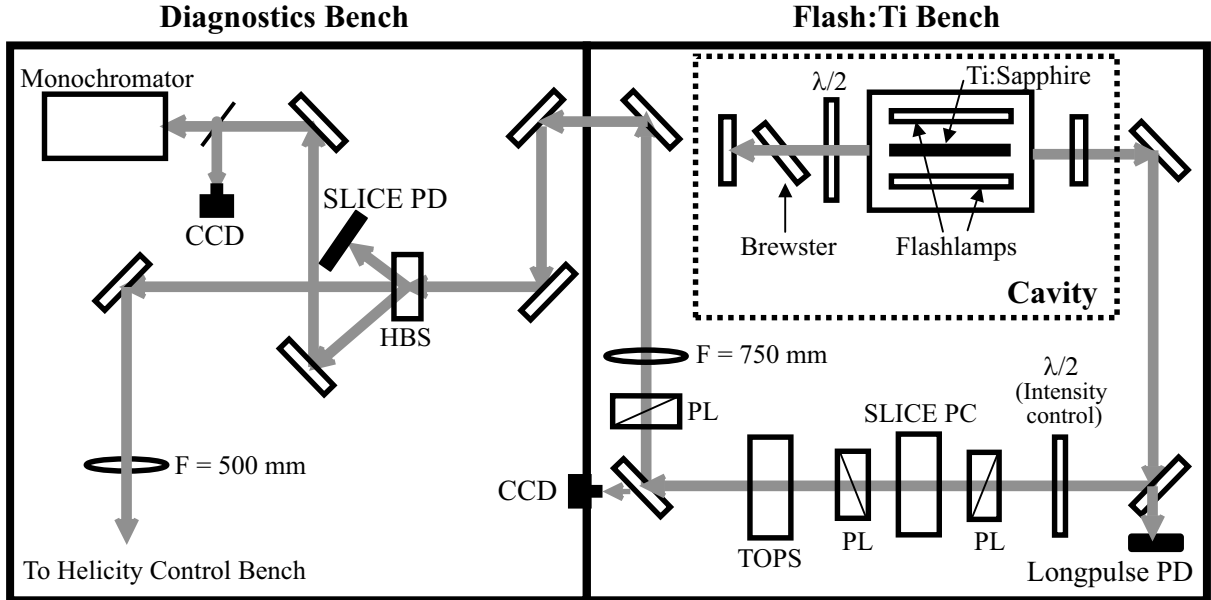 Diagnostics Bench
Flash:Ti Bench
Monochromator
CCD
SLICE PD
HBS
F = 500 mm
To Helicity Control Bench
λ/2
Ti:Sapphire
Brewster
Flashlamps
Cavity
F = 750 mm
PL
CCD
TOPS
PL
SLICE PC
PL
λ/2
(Intensity
control)
Longpulse PD